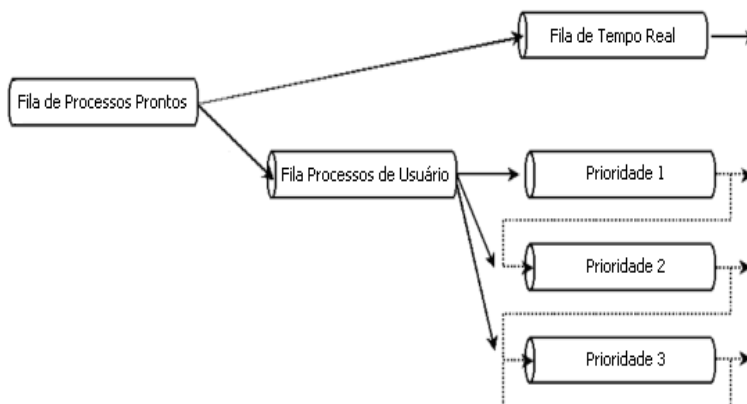 Fila de Tempo Real
Fila de Processos Prontos
Fila Processos de Usuário
Prioridade 1
Prioridade 2
Prioridade 3